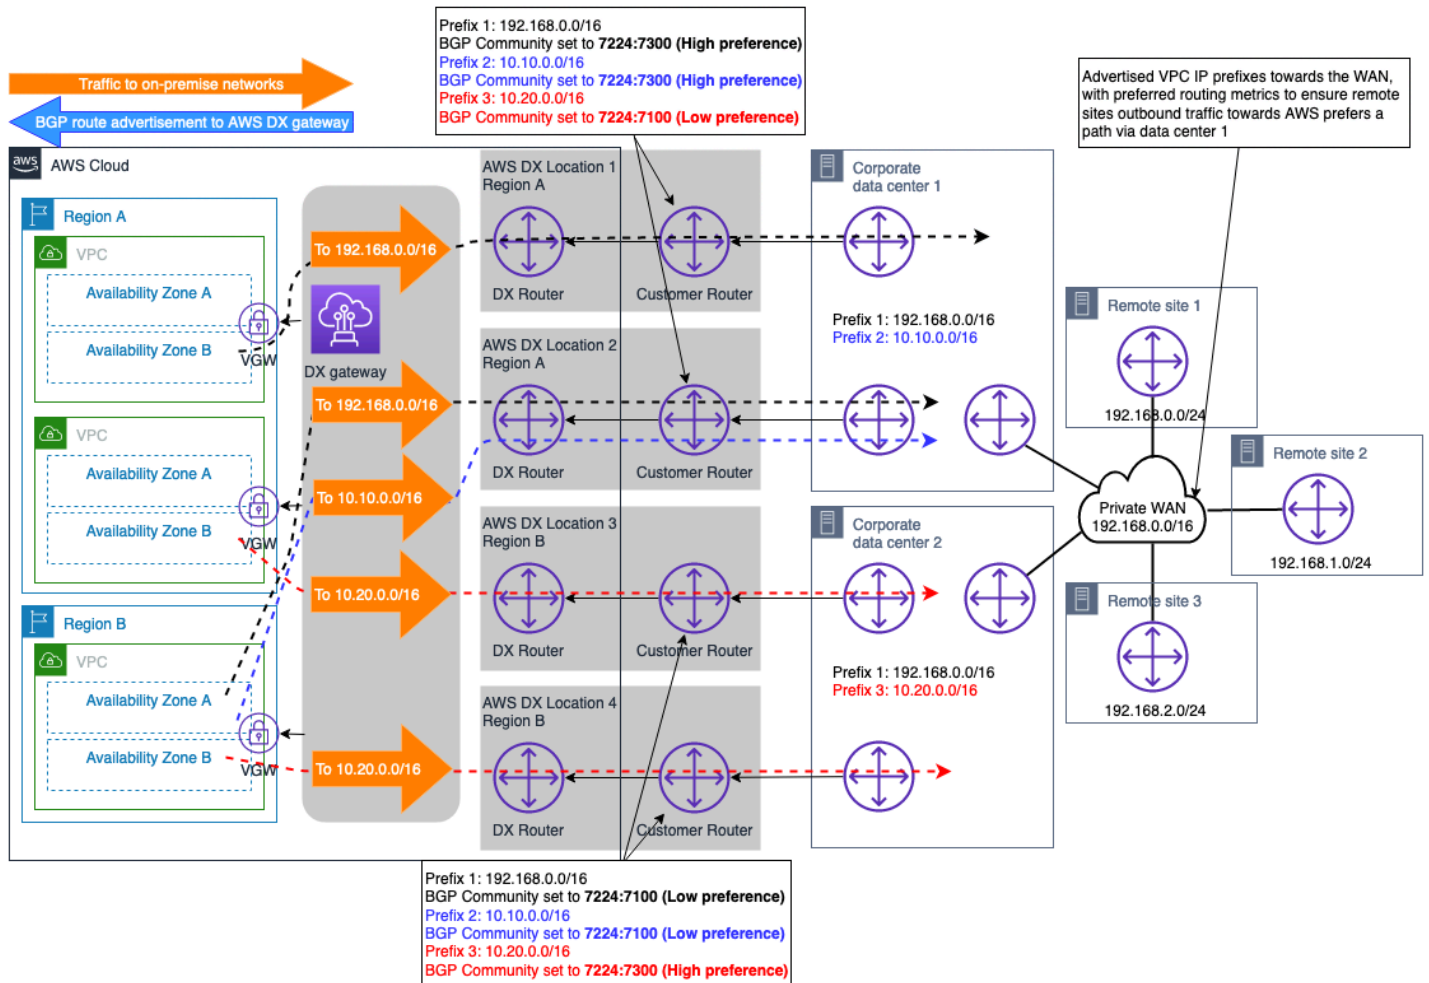 Prefix 1: 192.168.0.0/16
BGP Community set to 7224:7300 (High preference)
Prefix 2: 10.10.0.0/16
BGP Community set to 7224:7300 (High preference)
Prefix 3: 10.20.0.0/16
BGP Community set to 7224:7100 (Low preference)
Traffic to on-premise networks
BGP route advertisement to AWS DX gateway
Advertised VPC IP prefixes towards the WAN,
with preferred routing metrics to ensure remote
sites outbound traffic towards AWS prefers a
path via data center 1
aws
AWS Cloud
Region A
VPC
Availability Zone A
Availability Zone B
VGW
VPC
Availability Zone A
Availability Zone B
VGW
Region B
VPC
Availability Zone A
Availability Zone B
VGW
To 192.168.0.0/16
DX gateway
To 192.168.0.0/16
To 10.10.0.0/16
To 10.20.0.0/16
To 10.20.0.0/16
AWS DX Location 1
Region A
DX Router
Customer Router
AWS DX Location 2
Region A
DX Router
Customer Router
AWS DX Location 3
Region B
DX Router
Customer Router
AWS DX Location 4
Region B
DX Router
Customer Router
Corporate
data center 1
Prefix 1: 192.168.0.0/16
Prefix 2: 10.10.0.0/16
Corporate
data center 2
Prefix 1: 192.168.0.0/16
Prefix 3: 10.20.0.0/16
Remote site 1
192.168.0.0/24
Private WAN
192.168.0.0/16
Remote site 2
192.168.1.0/24
Remote site 3
192.168.2.0/24
Prefix 1: 192.168.0.0/16
BGP Community set to 7224:7100 (Low preference)
Prefix 2: 10.10.0.0/16
BGP Community set to 7224:7100 (Low preference)
Prefix 3: 10.20.0.0/16
BGP Community set to 7224:7300 (High preference)